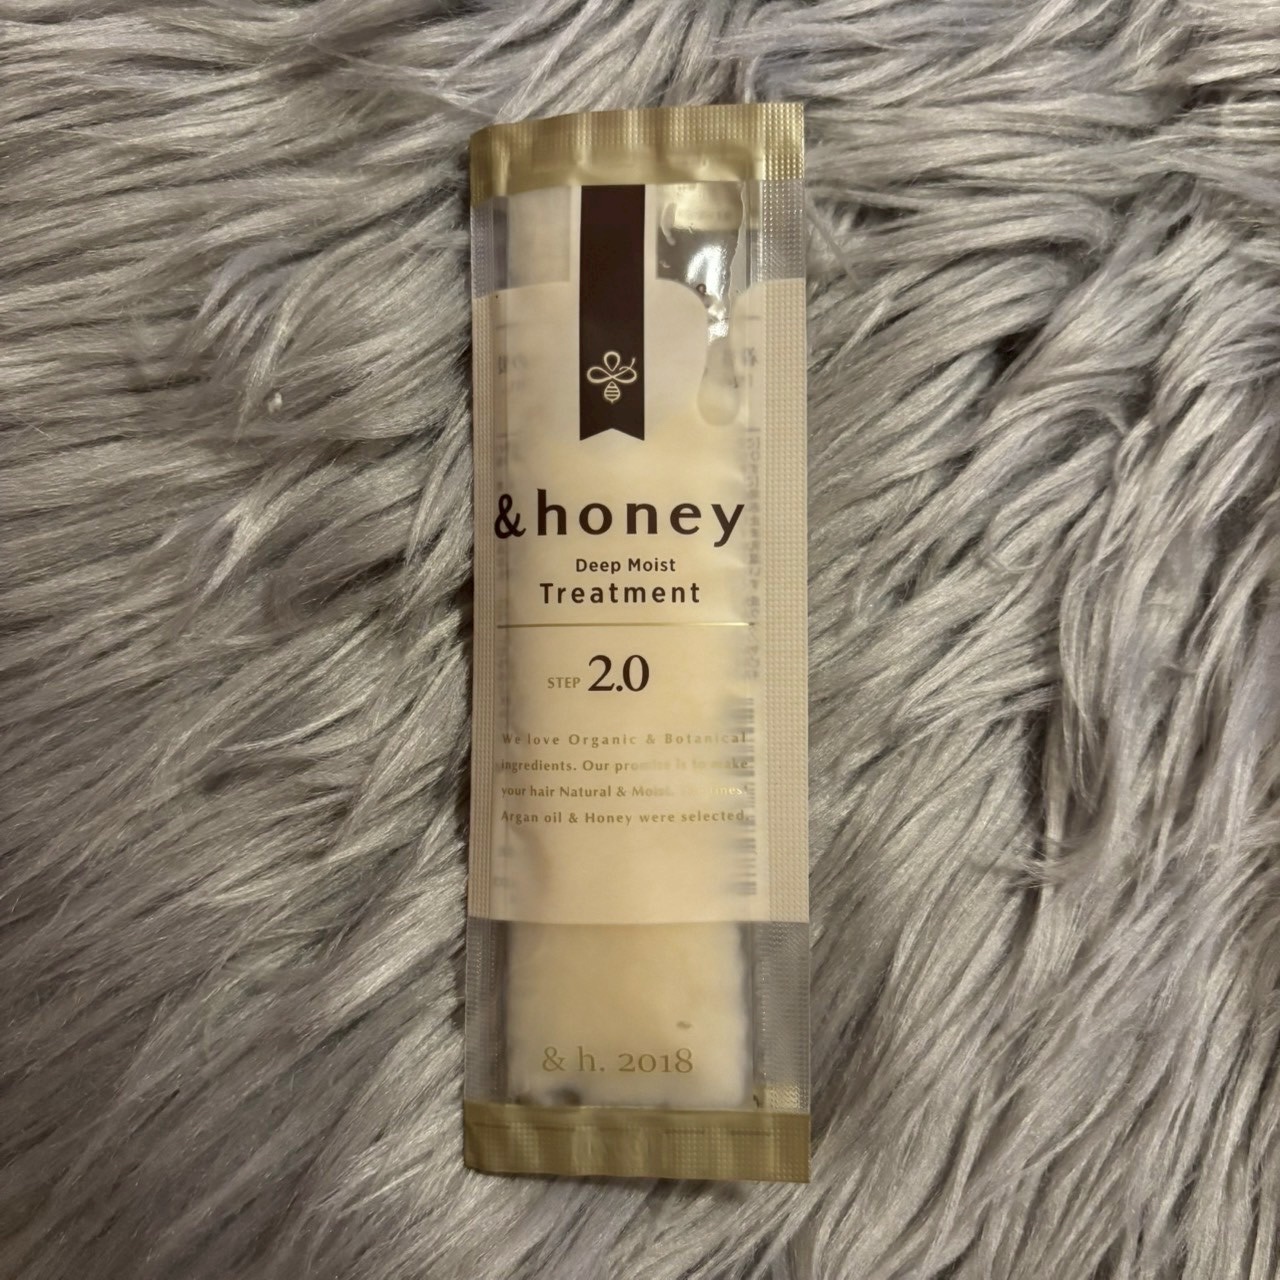 &honey
Deep Moist
Treatment
STEP 2.0
We love Organic & Botanical
ingredients. Our promise is to make
your hair Natural & Moist.
Argan oil & Honey were selected.
& h. 2018